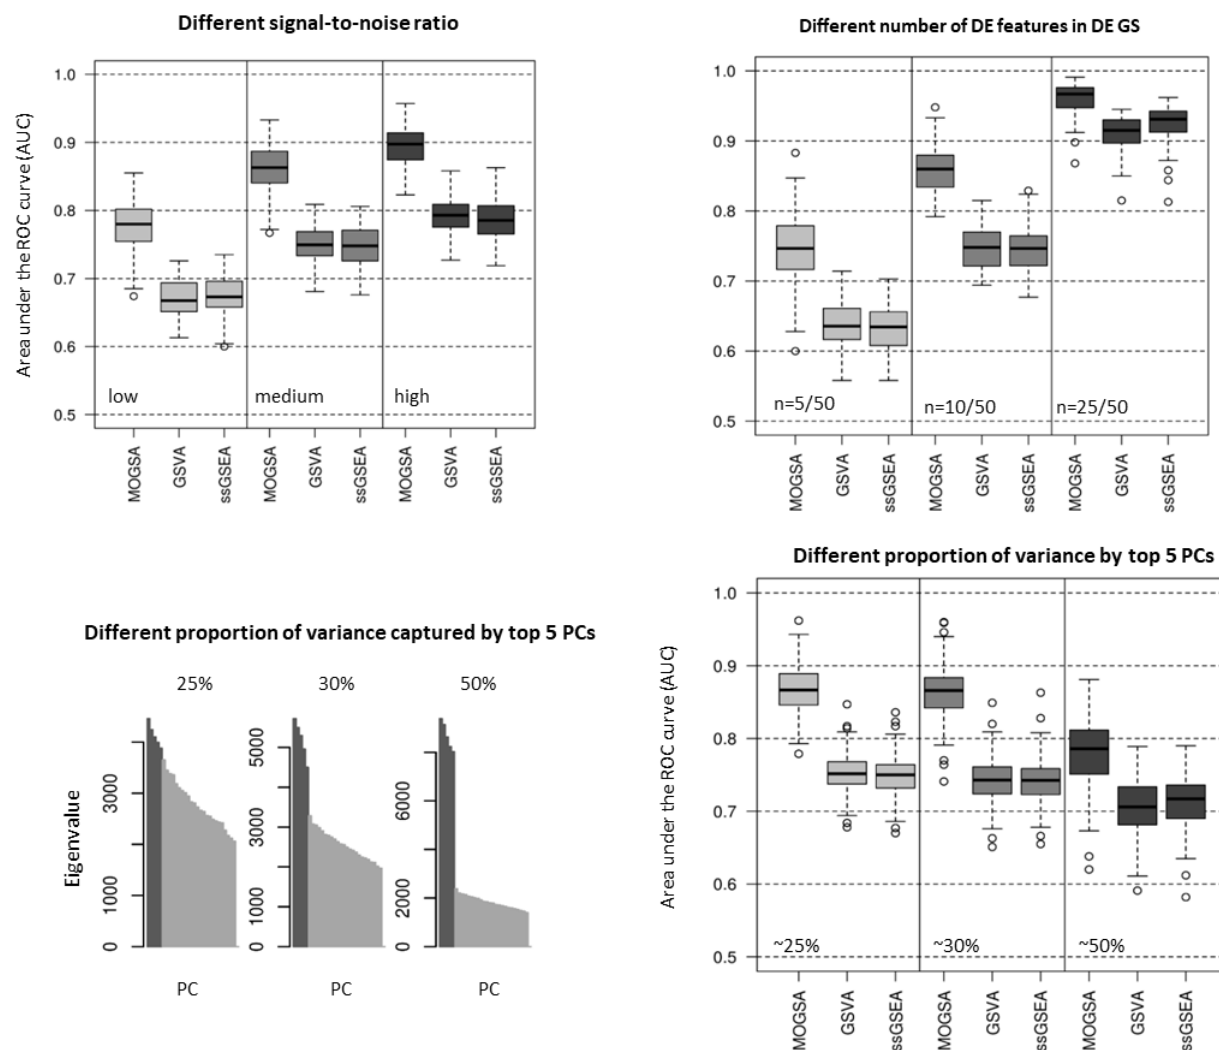 Different signal-to-noise ratio
Area under the ROC curve (AUC)
1.0
0.9
0.8
0.7
0.6
0.5
low
medium
high
MOGSA
GSVA
ssGSEA
MOGSA
GSVA
ssGSEA
MOGSA
GSVA
ssGSEA
Different number of DE features in DE GS
1.0
0.9
0.8
0.7
0.6
0.5
n=5/50
n=10/50
n=25/50
MOGSA
GSVA
ssGSEA
MOGSA
GSVA
ssGSEA
MOGSA
GSVA
ssGSEA
Different proportion of variance captured by top 5 PCs
25%
30%
50%
Eigenvalue
0
1000
3000
0
1000
3000
5000
0
2000
6000
PC
PC
PC
Different proportion of variance by top 5 PCs
Area under the ROC curve (AUC)
1.0
0.9
0.8
0.7
0.6
0.5
~25%
~30%
~50%
MOGSA
GSVA
ssGSEA
MOGSA
GSVA
ssGSEA
MOGSA
GSVA
ssGSEA